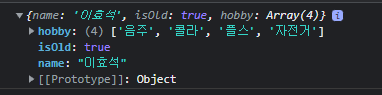 ▼{name: '이효석', isOld: true, hobby: Array(4)} i
▶hobby: (4) ['음주', '콜라', '플스', '자전거']
isOld: true
name: "이효석"
▶[[Prototype]]: Object